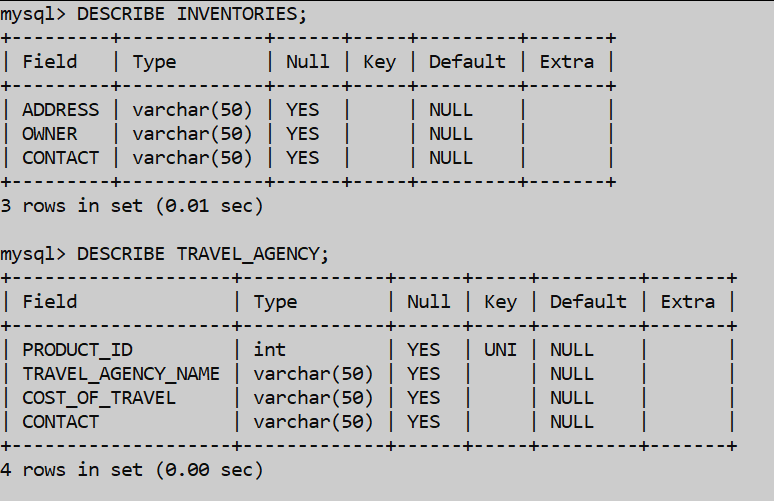 mysql> DESCRIBE INVENTORIES;
+---------+-------------+------+-----+---------+-------+
| Field   | Type        | Null | Key | Default | Extra |
+---------+-------------+------+-----+---------+-------+
| ADDRESS | varchar(50) | YES  |     | NULL    |       |
| OWNER   | varchar(50) | YES  |     | NULL    |       |
| CONTACT | varchar(50) | YES  |     | NULL    |       |
+---------+-------------+------+-----+---------+-------+
3 rows in set (0.01 sec)

mysql> DESCRIBE TRAVEL_AGENCY;
+--------------------+-------------+------+-----+---------+-------+
| Field              | Type        | Null | Key | Default | Extra |
+--------------------+-------------+------+-----+---------+-------+
| PRODUCT_ID         | int         | YES  | UNI | NULL    |       |
| TRAVEL_AGENCY_NAME | varchar(50) | YES  |     | NULL    |       |
| COST_OF_TRAVEL     | varchar(50) | YES  |     | NULL    |       |
| CONTACT            | varchar(50) | YES  |     | NULL    |       |
+--------------------+-------------+------+-----+---------+-------+
4 rows in set (0.00 sec)